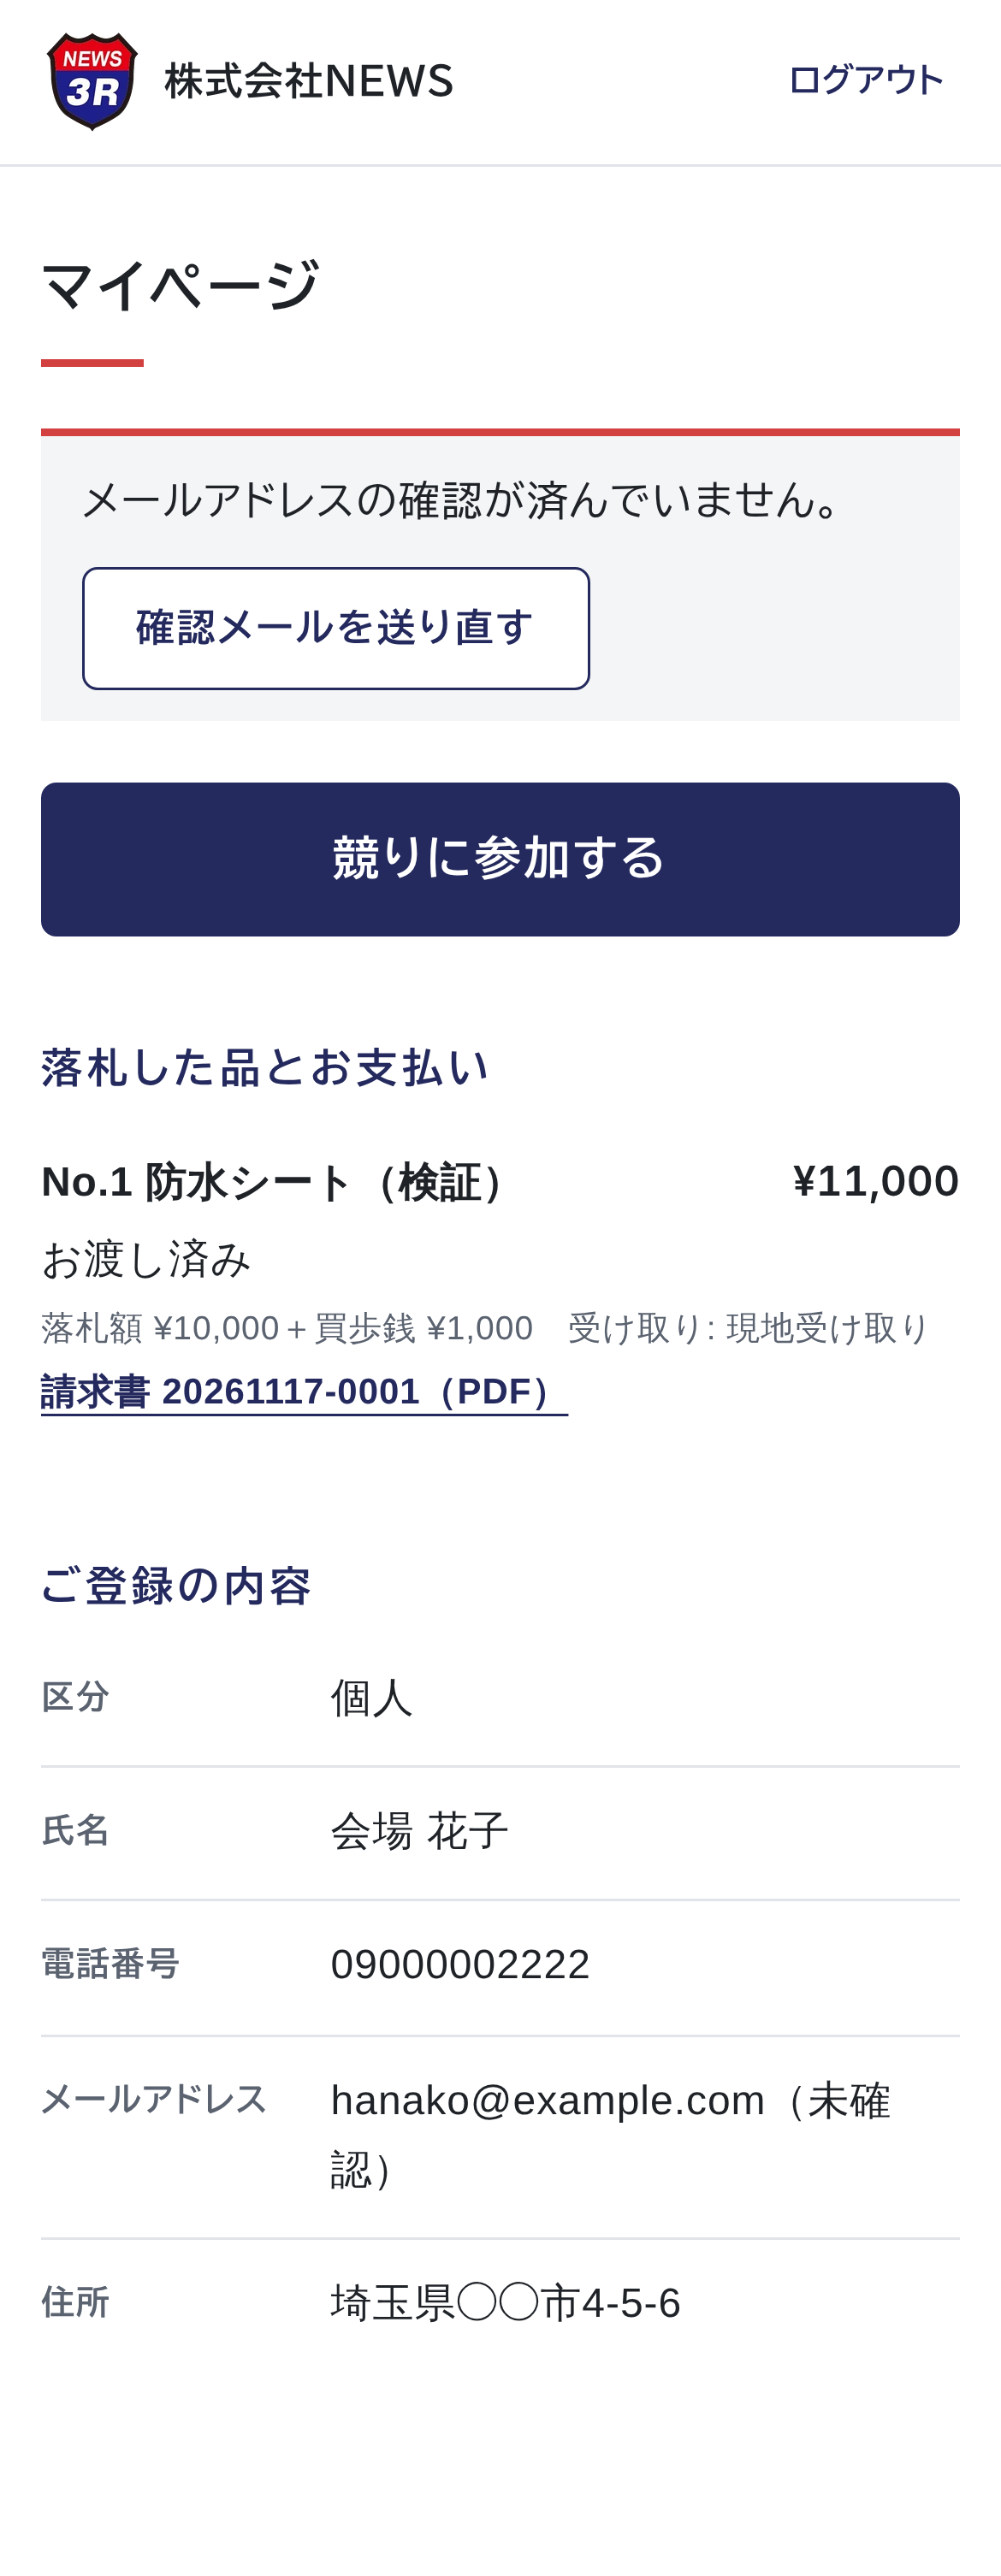 NEWS
3R
株式会社NEWS
ログアウト
マイページ
メールアドレスの確認が済んでいません。
確認メールを送り直す
競りに参加する
落札した品とお支払い
No.1 防水シート（検証） ¥11,000
お渡し済み
落札額 ¥10,000＋買歩銭 ¥1,000　受け取り: 現地受け取り
請求書 20261117-0001（PDF）
ご登録の内容
区分 個人
氏名 会場 花子
電話番号 09000002222
メールアドレス hanako@example.com（未確
認）
住所 埼玉県◯◯市4-5-6